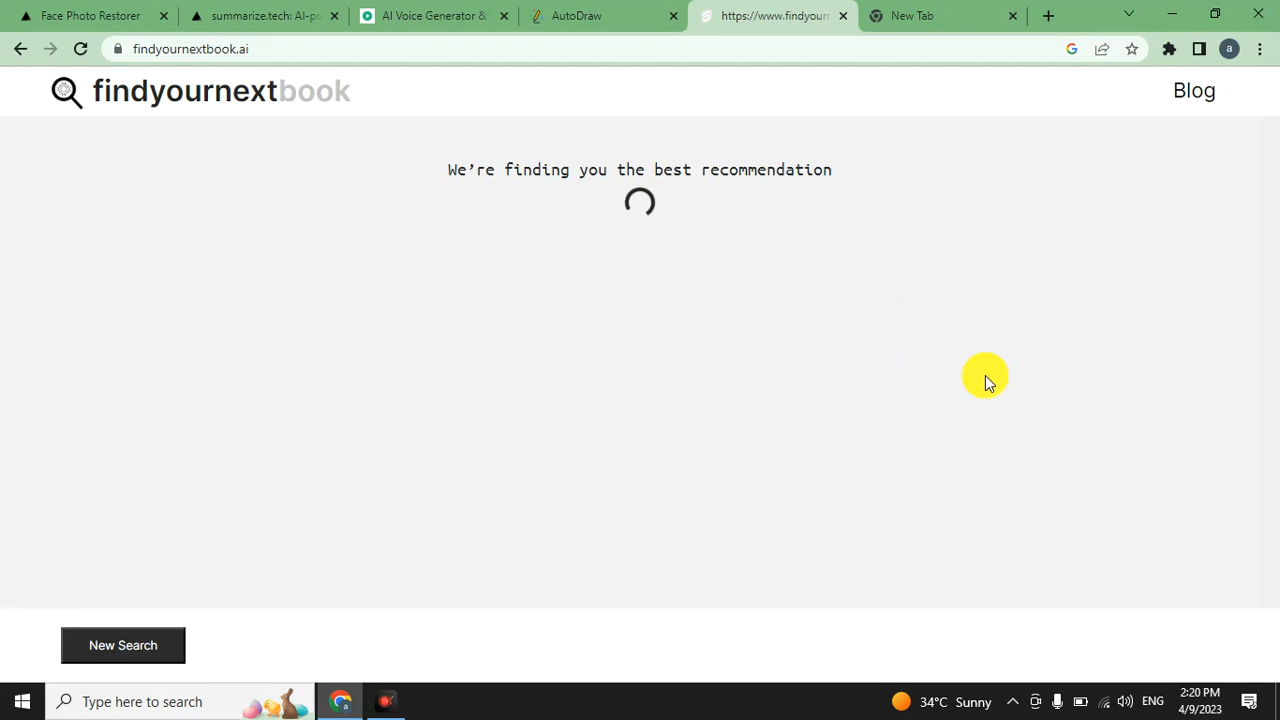 Face Photo Restorer
summarize.tech: AI-po
AI Voice Generator &
AutoDraw
https://www.findyourn
New Tab
findyournextbook.ai
a
findyournextbook
Blog
We're finding you the best recommendation
New Search
Type here to search
34°C Sunny
ENG
2:20 PM
4/9/2023